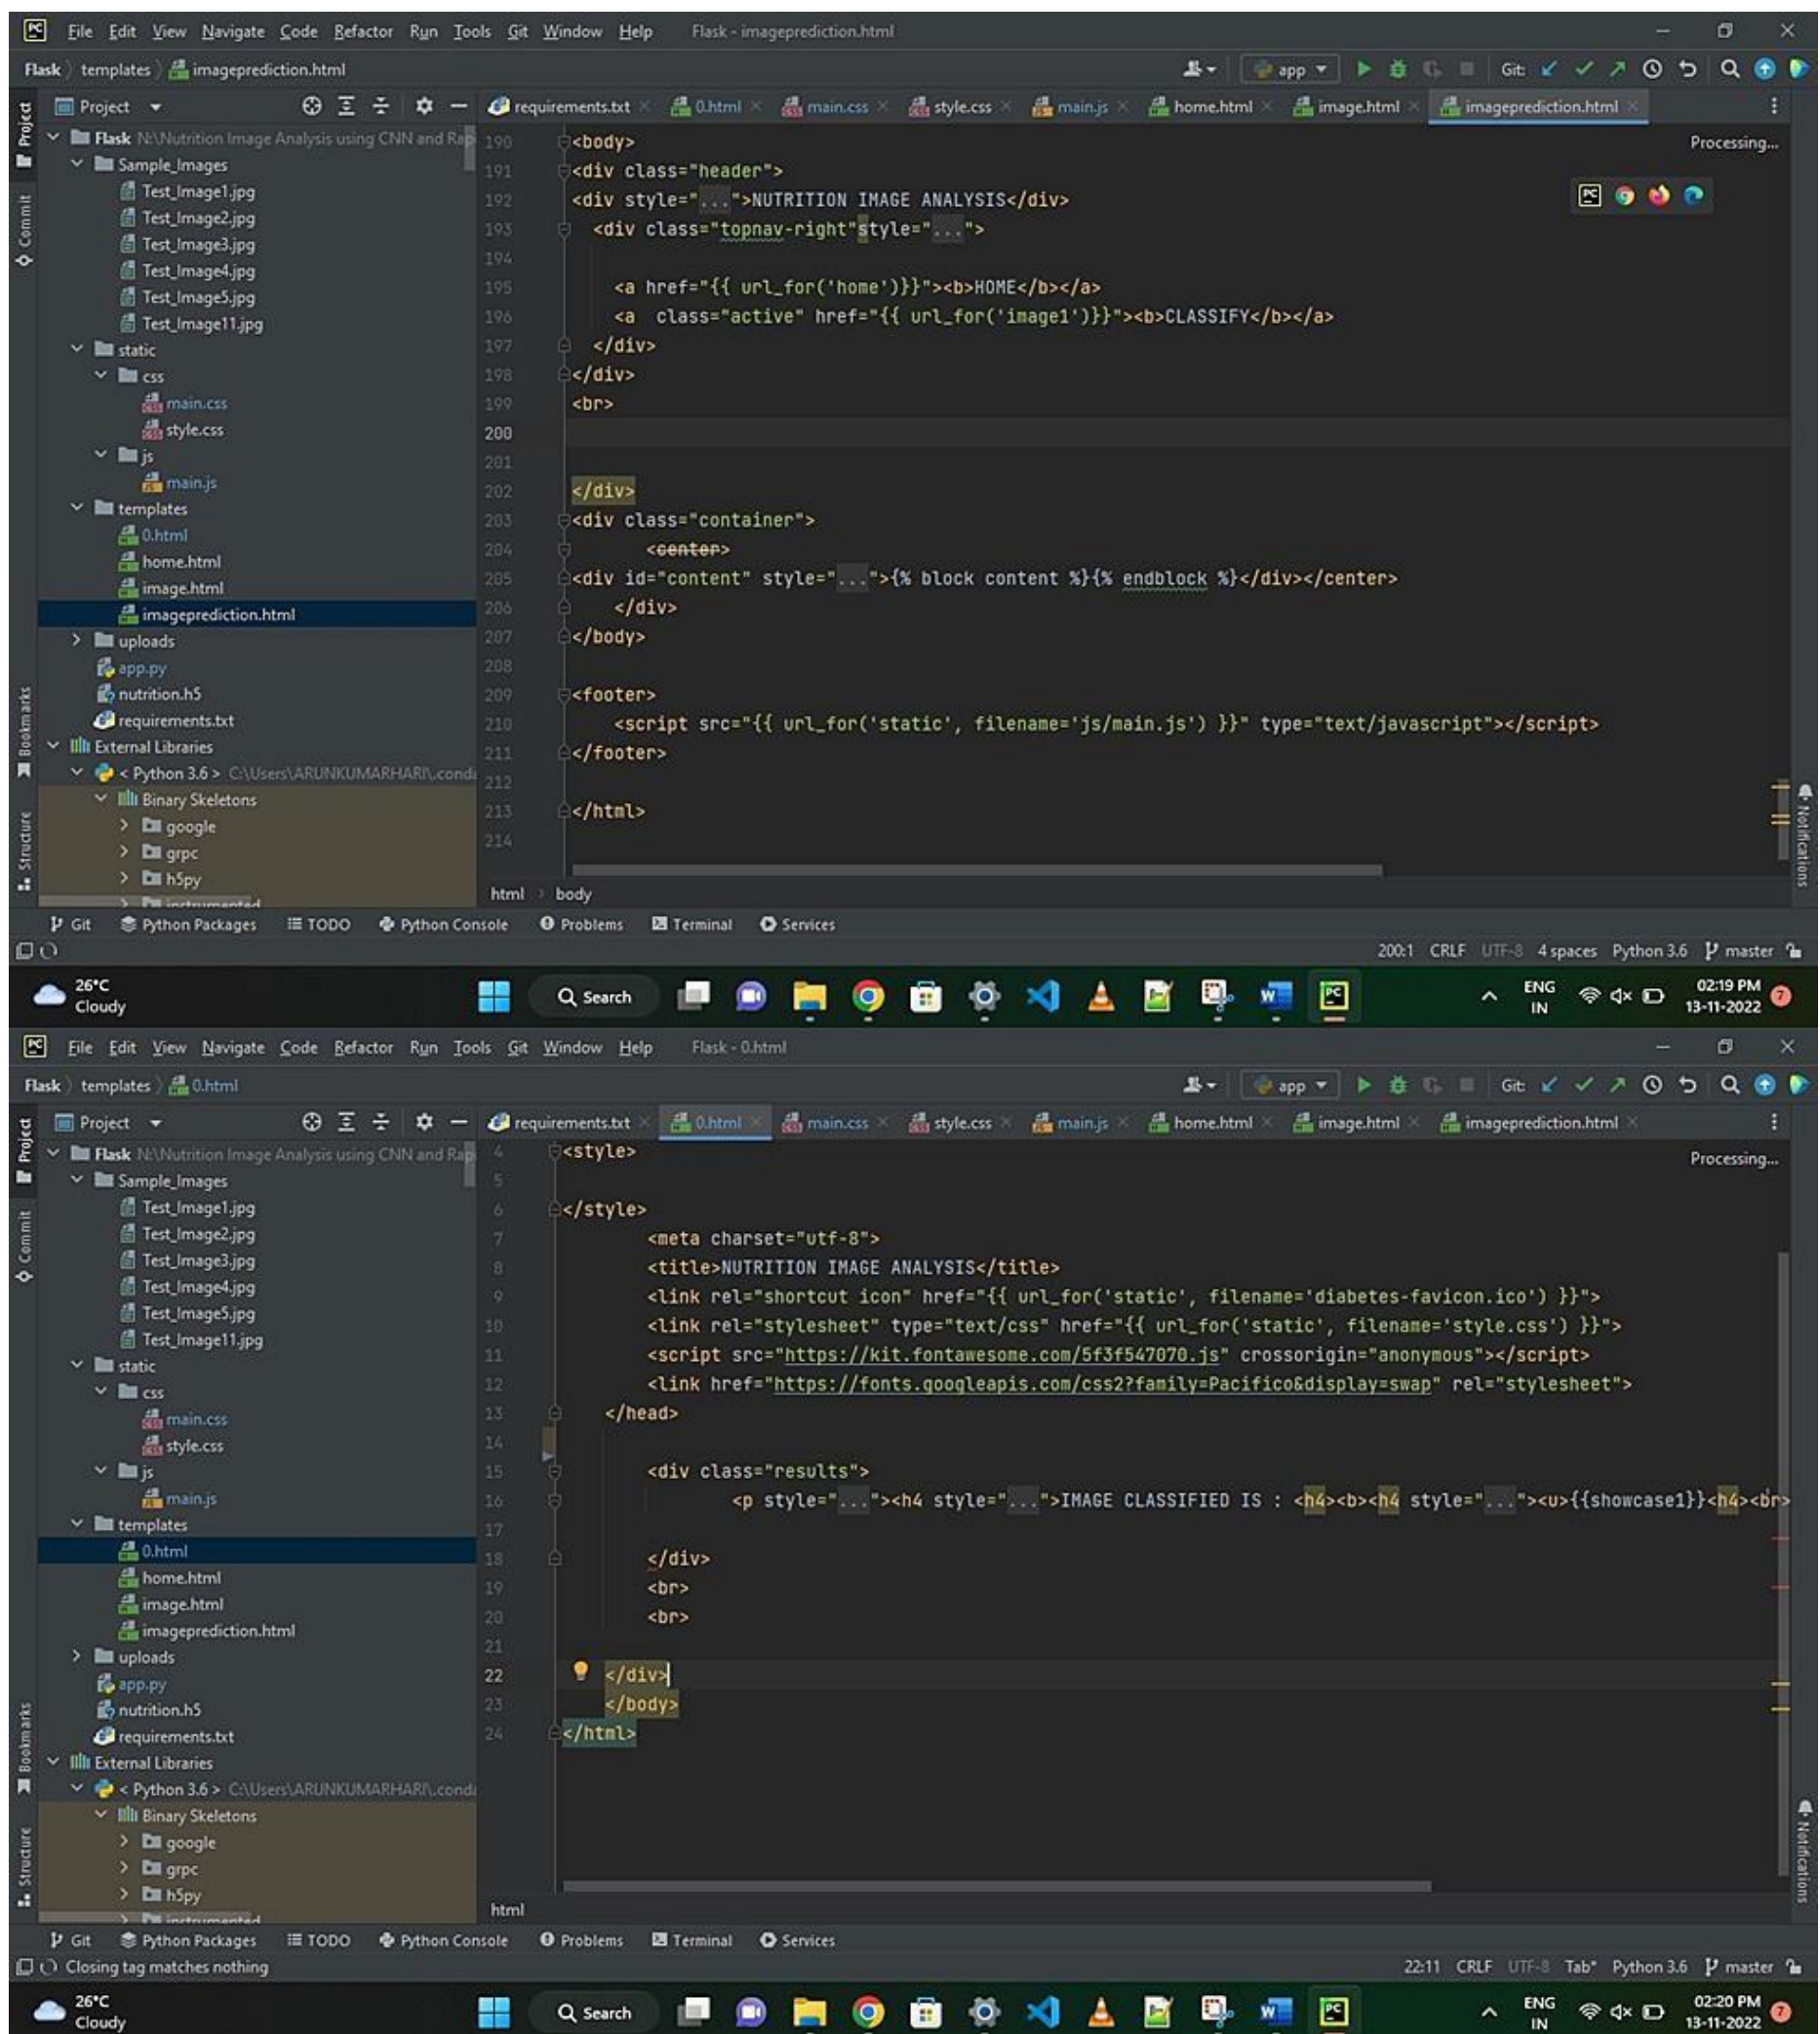 File Edit View Navigate Code Refactor Run Tools Git Window Help Flask - imageprediction.html
Flask templates imageprediction.html app Git:
Project requirements.txt 0.html main.css style.css main.js home.html image.html imageprediction.html
Project
Commit
Bookmarks
Structure
Flask N:\Nutrition Image Analysis using CNN and Rap
Sample_Images
Test_Image1.jpg
Test_Image2.jpg
Test_Image3.jpg
Test_Image4.jpg
Test_Image5.jpg
Test_Image11.jpg
static
css
main.css
style.css
js
main.js
templates
0.html
home.html
image.html
imageprediction.html
uploads
app.py
nutrition.h5
requirements.txt
External Libraries
< Python 3.6 > C:\Users\ARUNKUMARHARI\.conda
Binary Skeletons
google
grpc
h5py
instrumented
Processing...
190 <body>
191 <div class="header">
192 <div style="...">NUTRITION IMAGE ANALYSIS</div>
193 <div class="topnav-right"style="...">
194
195 <a href="{{ url_for('home')}}"><b>HOME</b></a>
196 <a  class="active" href="{{ url_for('image1')}}"><b>CLASSIFY</b></a>
197 </div>
198 </div>
199 <br>
200
201
202 </div>
203 <div class="container">
204 <center>
205 <div id="content" style="...">{% block content %}{% endblock %}</div></center>
206 </div>
207 </body>
208
209 <footer>
210 <script src="{{ url_for('static', filename='js/main.js') }}" type="text/javascript"></script>
211 </footer>
212
213 </html>
214
Notifications
html body
Git Python Packages TODO Python Console Problems Terminal Services
200:1 CRLF UTF-8 4 spaces Python 3.6 master
26°C
Cloudy
Search
ENG
IN
02:19 PM
13-11-2022
7
File Edit View Navigate Code Refactor Run Tools Git Window Help Flask - 0.html
Flask templates 0.html app Git:
Project requirements.txt 0.html main.css style.css main.js home.html image.html imageprediction.html
Project
Commit
Bookmarks
Structure
Flask N:\Nutrition Image Analysis using CNN and Rap
Sample_Images
Test_Image1.jpg
Test_Image2.jpg
Test_Image3.jpg
Test_Image4.jpg
Test_Image5.jpg
Test_Image11.jpg
static
css
main.css
style.css
js
main.js
templates
0.html
home.html
image.html
imageprediction.html
uploads
app.py
nutrition.h5
requirements.txt
External Libraries
< Python 3.6 > C:\Users\ARUNKUMARHARI\.conda
Binary Skeletons
google
grpc
h5py
instrumented
Processing...
4 <style>
5
6 </style>
7 <meta charset="utf-8">
8 <title>NUTRITION IMAGE ANALYSIS</title>
9 <link rel="shortcut icon" href="{{ url_for('static', filename='diabetes-favicon.ico') }}">
10 <link rel="stylesheet" type="text/css" href="{{ url_for('static', filename='style.css') }}">
11 <script src="https://kit.fontawesome.com/5f3f547070.js" crossorigin="anonymous"></script>
12 <link href="https://fonts.googleapis.com/css2?family=Pacifico&display=swap" rel="stylesheet">
13 </head>
14
15 <div class="results">
16 <p style="..."><h4 style="...">IMAGE CLASSIFIED IS : <h4><b><h4 style="..."><u>{{showcase1}}<h4><br>
17
18 </div>
19 <br>
20 <br>
21
22 </div>
23 </body>
24 </html>
Notifications
html
Git Python Packages TODO Python Console Problems Terminal Services
Closing tag matches nothing 22:11 CRLF UTF-8 Tab* Python 3.6 master
26°C
Cloudy
Search
ENG
IN
02:20 PM
13-11-2022
7